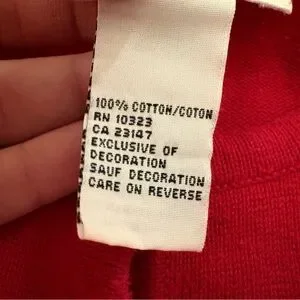 100% COTTON/COTON
RN 10323
CA 23147
EXCLUSIVE OF
DECORATION
SAUF DECORATION
CARE ON REVERSE